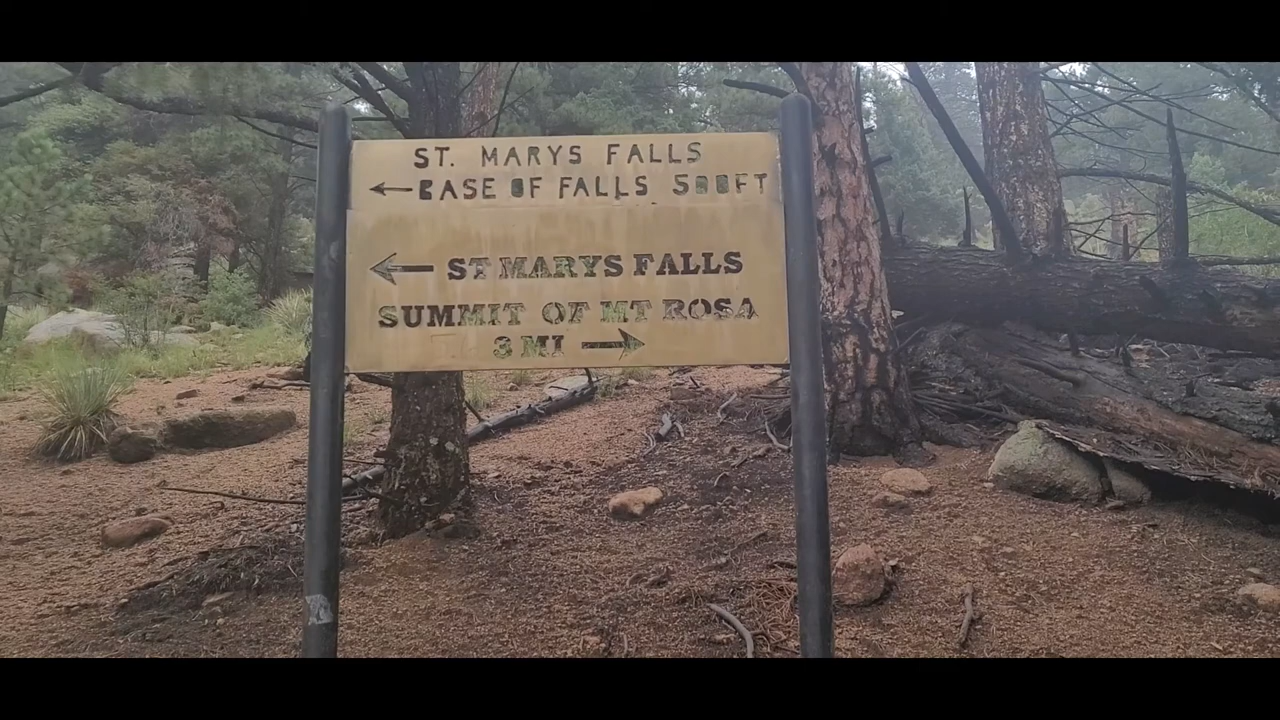 ST. MARYS FALLS
← BASE OF FALLS 500FT
← ST MARYS FALLS
SUMMIT OF MT ROSA
3 MI →